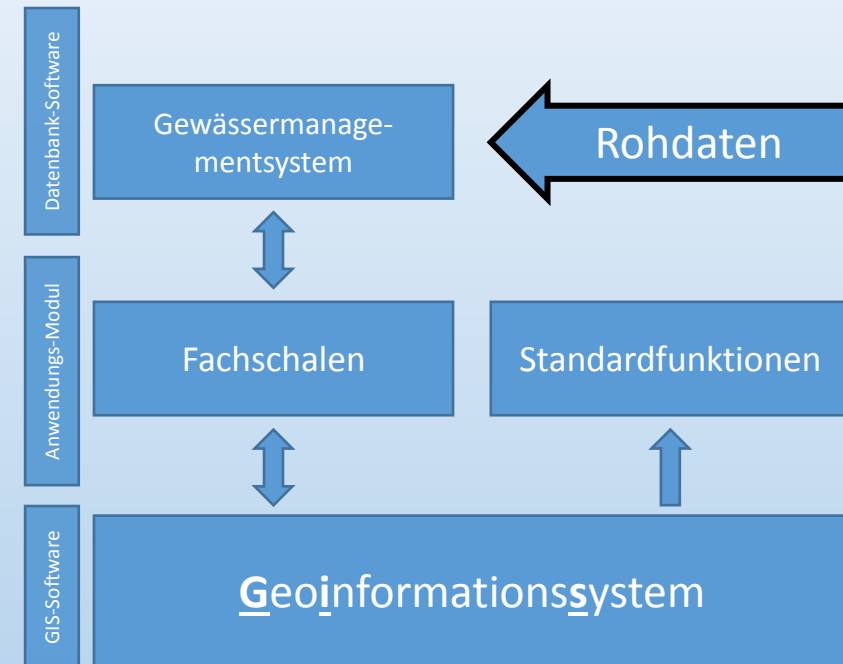 Datenbank-Software
Gewässermanage-
mentsystem
Rohdaten
Anwendungs-Modul
Fachschalen
Standardfunktionen
GIS-Software
Geoinformationssystem